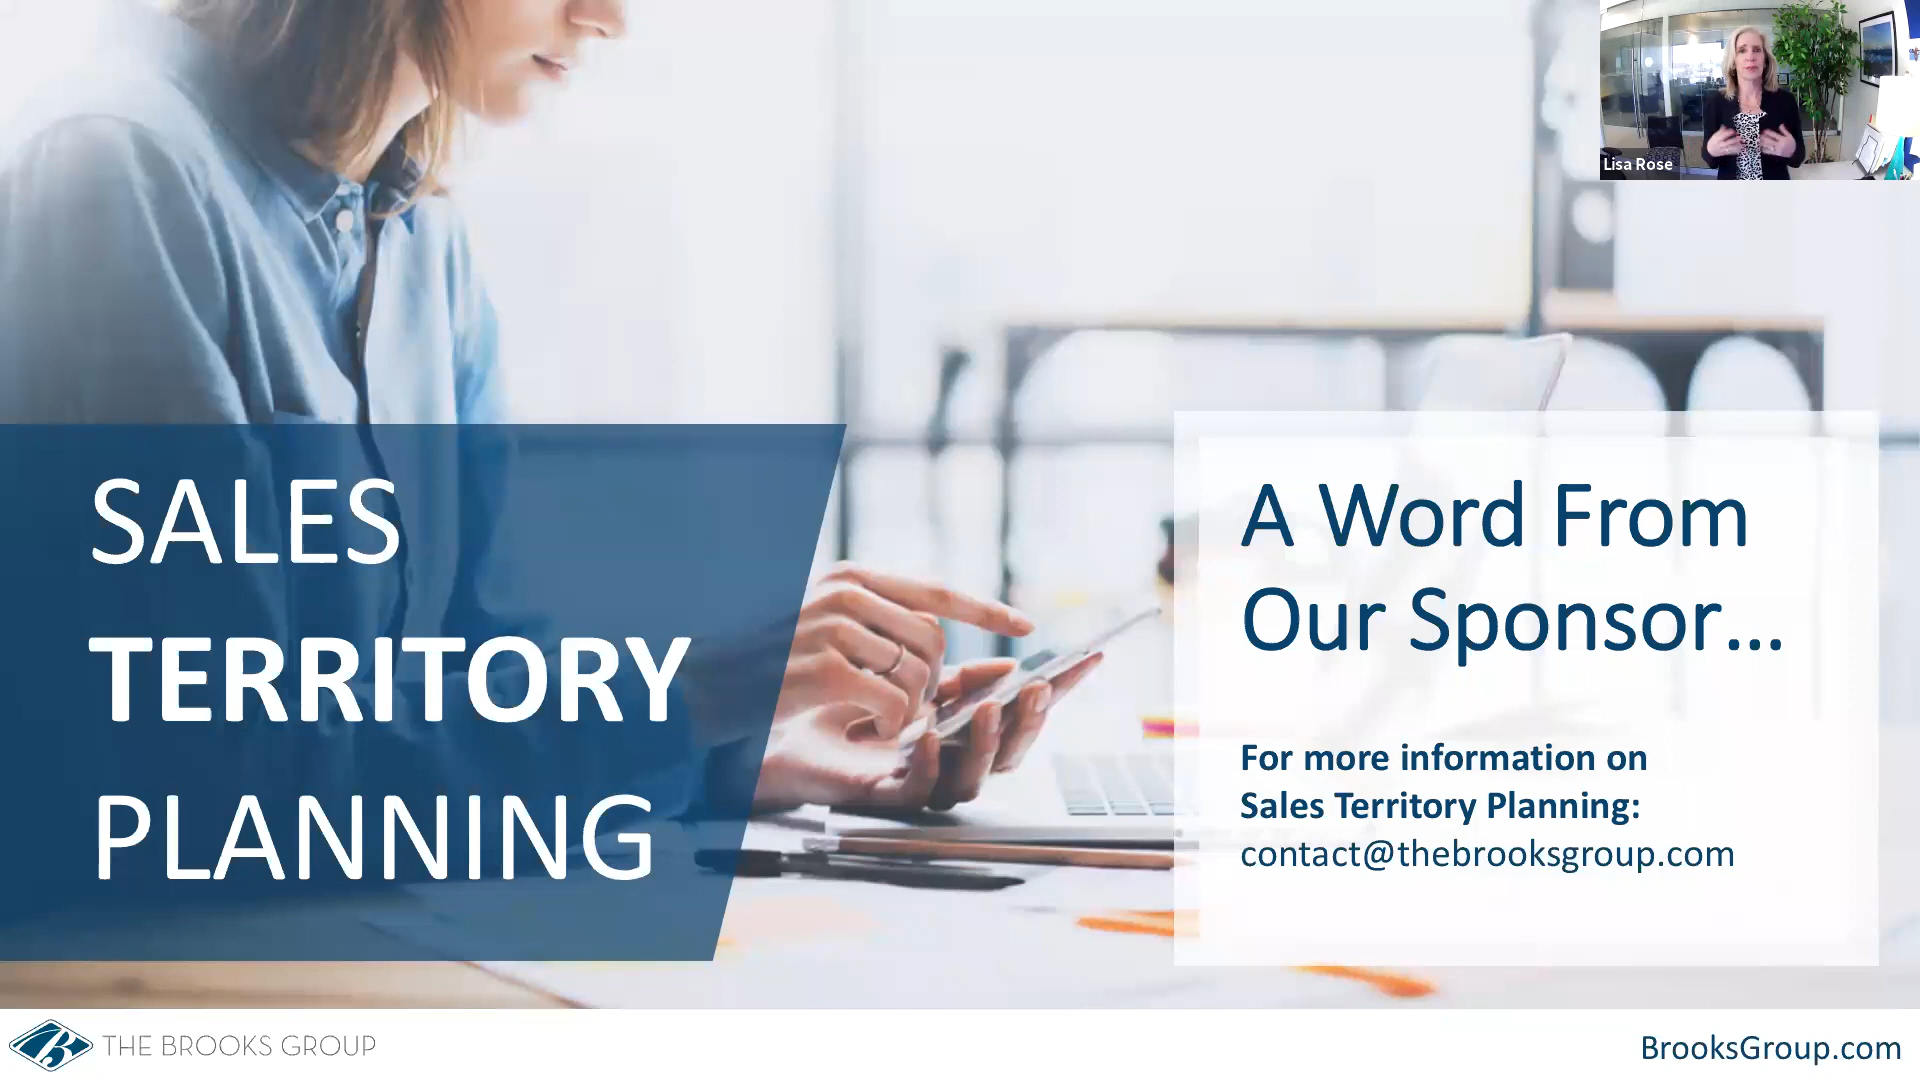 Lisa Rose
SALES
TERRITORY
PLANNING
A Word From
Our Sponsor...
For more information on
Sales Territory Planning:
contact@thebrooksgroup.com
THE BROOKS GROUP
BrooksGroup.com